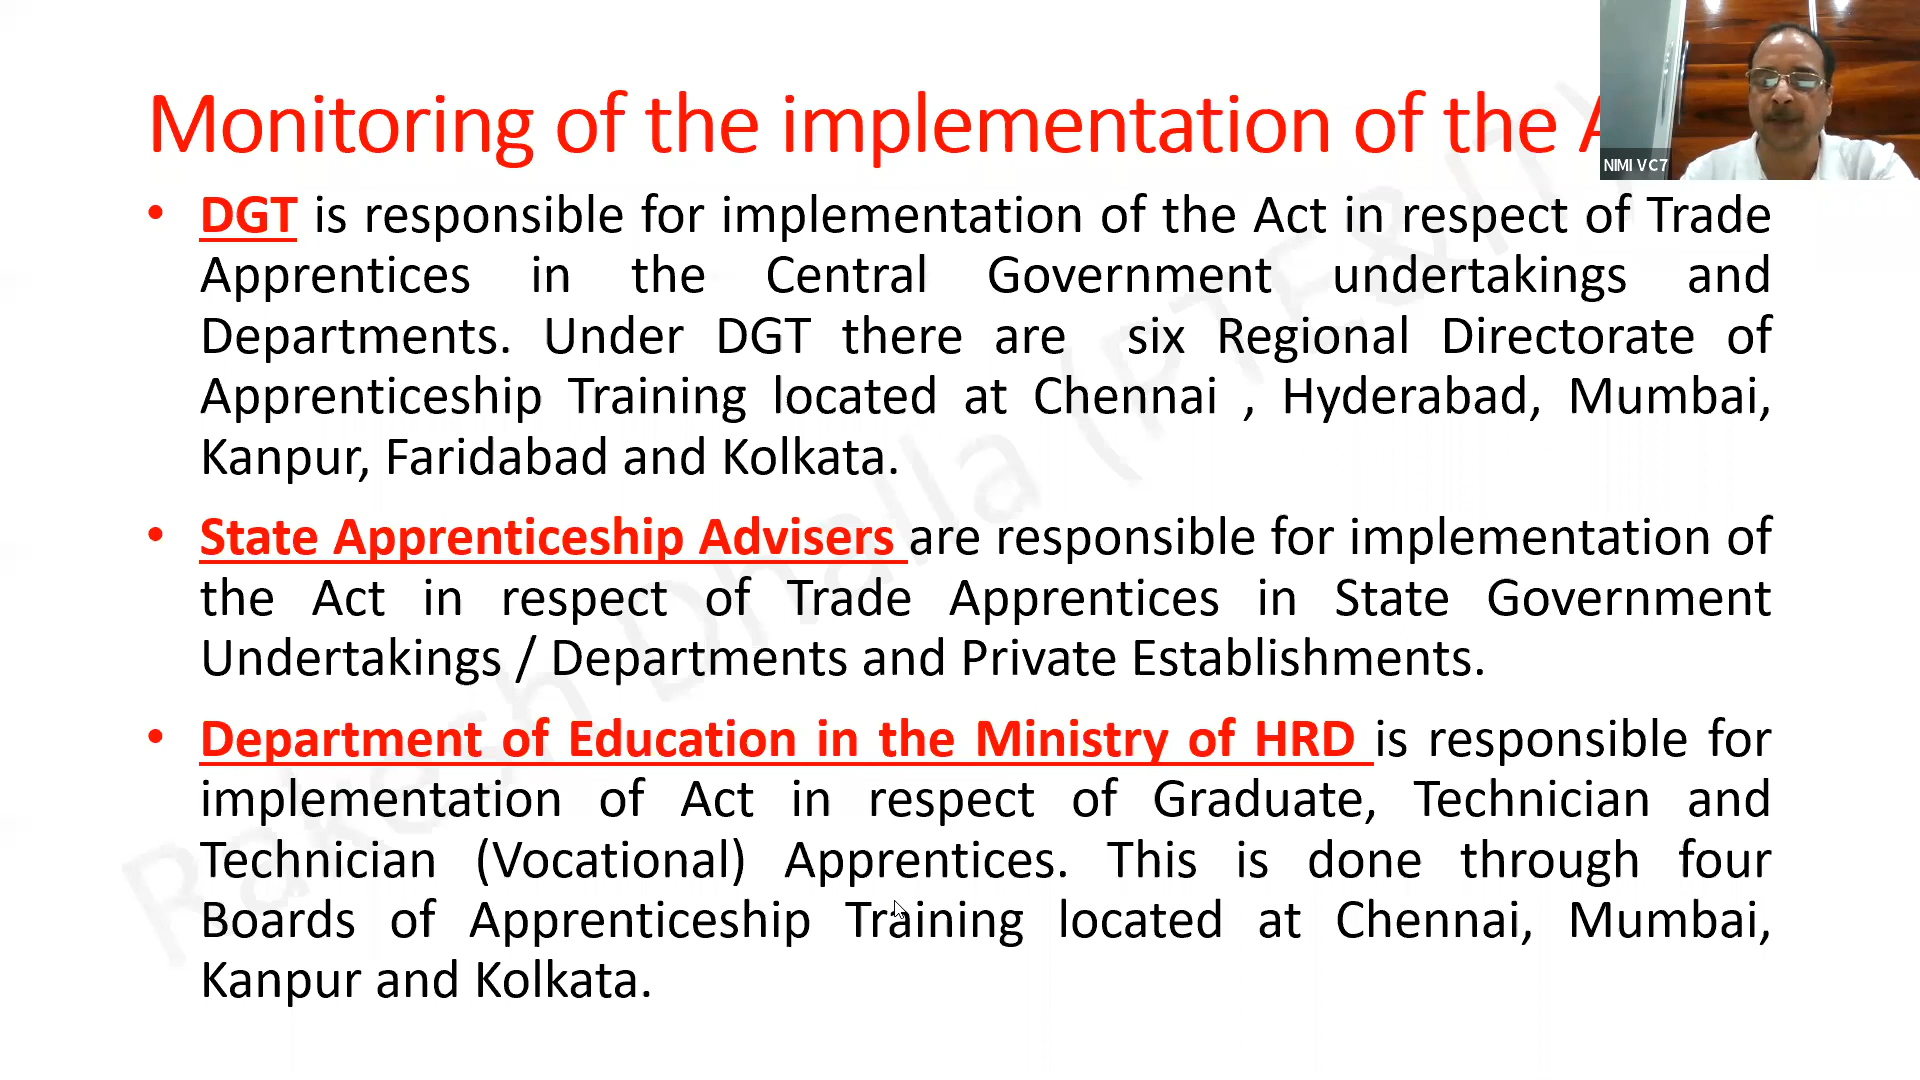 Monitoring of the implementation of the A
NIMI VC7
• DGT is responsible for implementation of the Act in respect of Trade
Apprentices in the Central Government undertakings and
Departments. Under DGT there are six Regional Directorate of
Apprenticeship Training located at Chennai , Hyderabad, Mumbai,
Kanpur, Faridabad and Kolkata.
• State Apprenticeship Advisers are responsible for implementation of
the Act in respect of Trade Apprentices in State Government
Undertakings / Departments and Private Establishments.
• Department of Education in the Ministry of HRD is responsible for
implementation of Act in respect of Graduate, Technician and
Technician (Vocational) Apprentices. This is done through four
Boards of Apprenticeship Training located at Chennai, Mumbai,
Kanpur and Kolkata.
Rakesh Dhalla (PTE&IT)